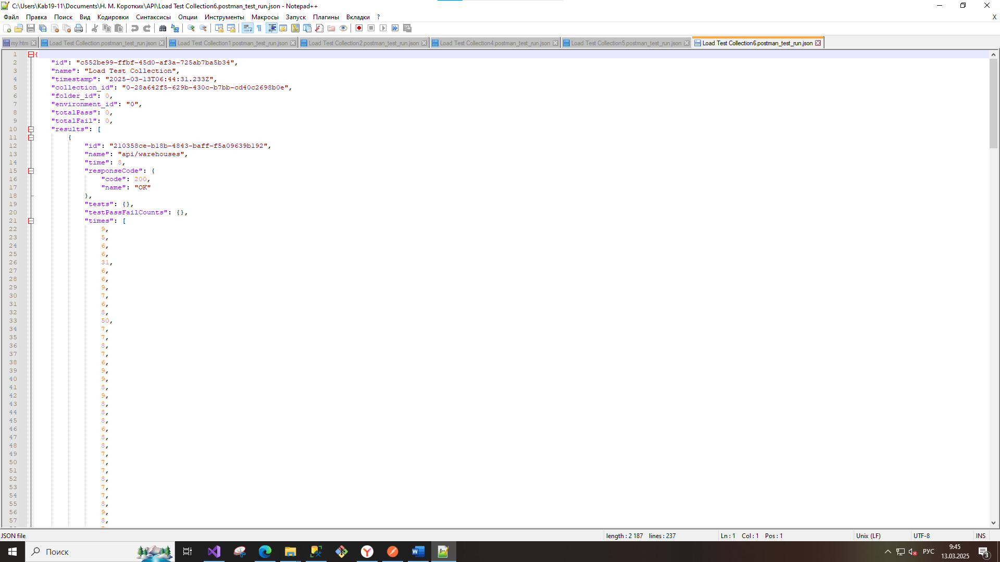 C:\Users\Kab19-11\Documents\Н. М. Коротких\API\Load Test Collection6.postman_test_run.json - Notepad++
Файл Правка Поиск Вид Кодировки Синтаксисы Опции Инструменты Макросы Запуск Плагины Вкладки ? X
my.htm Load Test Collection.postman_test_run.json Load Test Collection1.postman_test_run.json Load Test Collection2.postman_test_run.json Load Test Collection4.postman_test_run.json Load Test Collection5.postman_test_run.json Load Test Collection6.postman_test_run.json
1 {
2 "id": "c552be99-ffbf-45d0-af3a-725ab7ba5b34",
3 "name": "Load Test Collection",
4 "timestamp": "2025-03-13T06:44:31.233Z",
5 "collection_id": "0-28a642f5-629b-430c-b7bb-cd40c2698b0e",
6 "folder_id": 0,
7 "environment_id": "0",
8 "totalPass": 0,
9 "totalFail": 0,
10 "results": [
11 {
12 "id": "210358ce-b18b-4843-baff-f5a09639b192",
13 "name": "api/warehouses",
14 "time": 8,
15 "responseCode": {
16 "code": 200,
17 "name": "OK"
18 },
19 "tests": {},
20 "testPassFailCounts": {},
21 "times": [
22 9,
23 5,
24 6,
25 6,
26 31,
27 6,
28 6,
29 9,
30 7,
31 6,
32 8,
33 50,
34 7,
35 7,
36 8,
37 7,
38 6,
39 9,
40 9,
41 8,
42 9,
43 8,
44 8,
45 8,
46 6,
47 8,
48 8,
49 7,
50 7,
51 7,
52 8,
53 7,
54 7,
55 8,
56 9,
57 8,
JSON file length : 2 187 lines : 237 Ln : 1 Col : 1 Pos : 1 Unix (LF) UTF-8 INS
Поиск РУС 9:45
13.03.2025 3